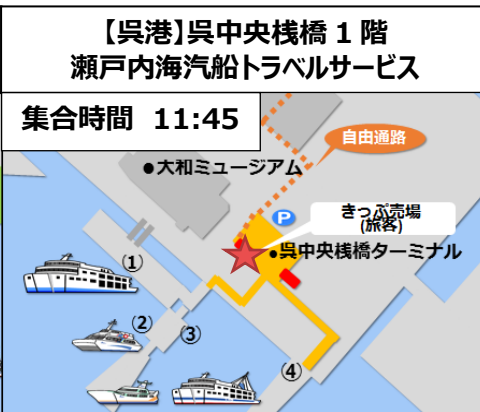 【呉港】呉中央桟橋 1 階
瀬戸内海汽船トラベルサービス
集合時間 11:45
自由通路
●大和ミュージアム
P
きっぷ売場
(旅客)
●呉中央桟橋ターミナル
①
②
③
④